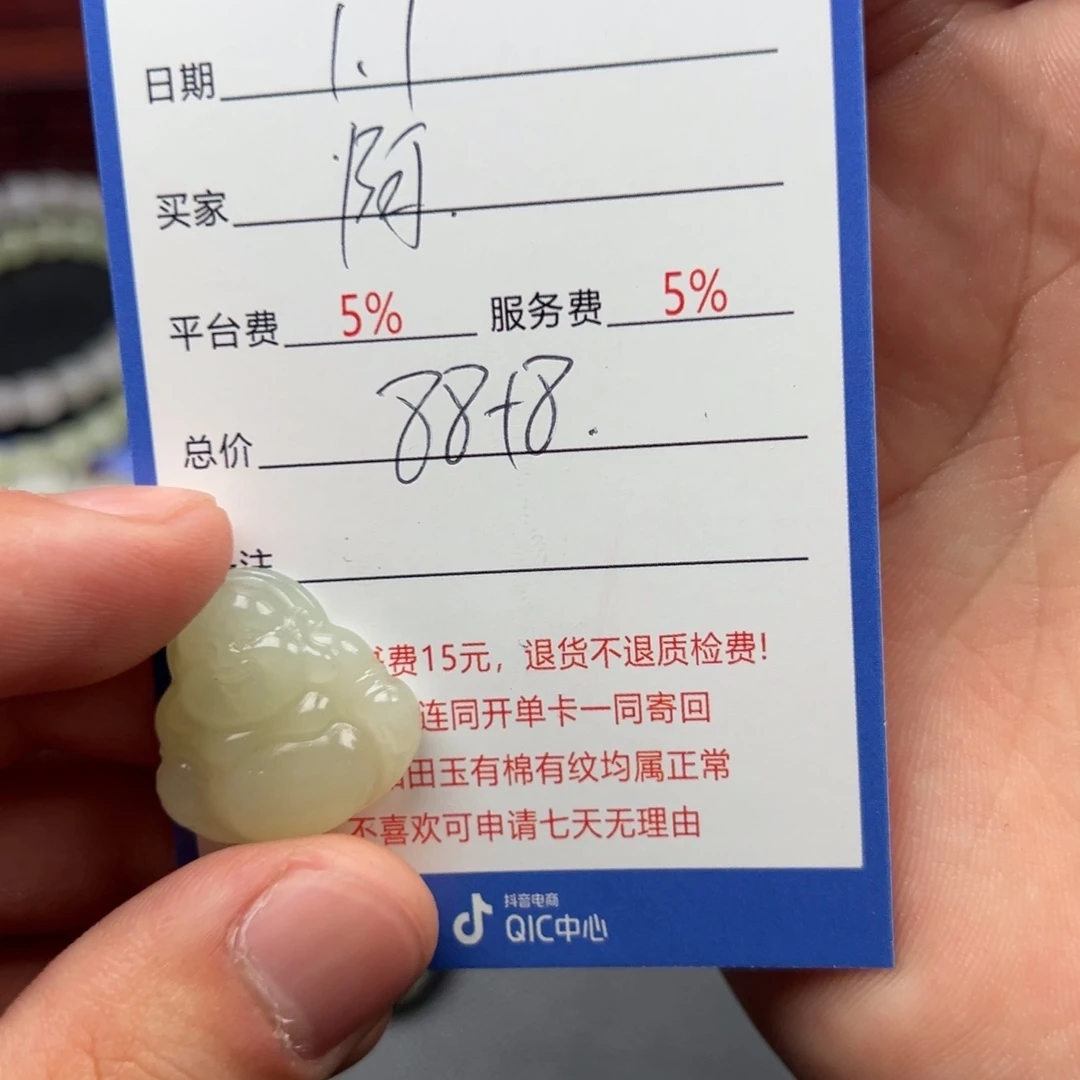 日期 1.1
买家 阿.
平台费 5% 服务费 5%
总价 88+8.
注
费15元，退货不退质检费!
连同开单卡一同寄回
田玉有棉有纹均属正常
不喜欢可申请七天无理由
抖音电商
QIC中心